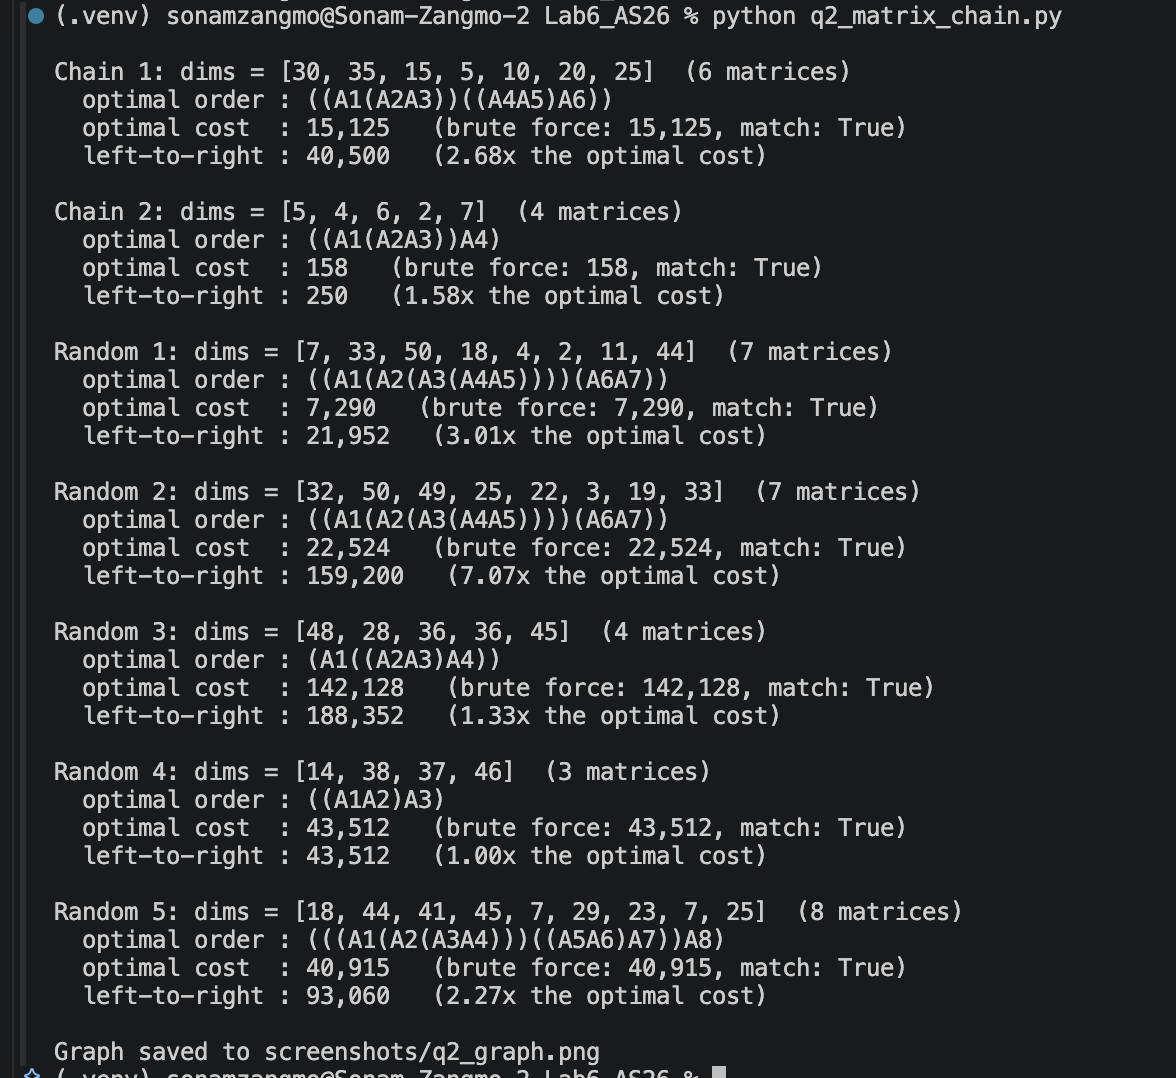 (.venv) sonamzangmo@Sonam-Zangmo-2 Lab6_AS26 % python q2_matrix_chain.py
Chain 1: dims = [30, 35, 15, 5, 10, 20, 25]  (6 matrices)
  optimal order : ((A1(A2A3))((A4A5)A6))
  optimal cost  : 15,125   (brute force: 15,125, match: True)
  left-to-right : 40,500   (2.68x the optimal cost)
Chain 2: dims = [5, 4, 6, 2, 7]  (4 matrices)
  optimal order : ((A1(A2A3))A4)
  optimal cost  : 158   (brute force: 158, match: True)
  left-to-right : 250   (1.58x the optimal cost)
Random 1: dims = [7, 33, 50, 18, 4, 2, 11, 44]  (7 matrices)
  optimal order : ((A1(A2(A3(A4A5))))(A6A7))
  optimal cost  : 7,290   (brute force: 7,290, match: True)
  left-to-right : 21,952   (3.01x the optimal cost)
Random 2: dims = [32, 50, 49, 25, 22, 3, 19, 33]  (7 matrices)
  optimal order : ((A1(A2(A3(A4A5))))(A6A7))
  optimal cost  : 22,524   (brute force: 22,524, match: True)
  left-to-right : 159,200   (7.07x the optimal cost)
Random 3: dims = [48, 28, 36, 36, 45]  (4 matrices)
  optimal order : (A1((A2A3)A4))
  optimal cost  : 142,128   (brute force: 142,128, match: True)
  left-to-right : 188,352   (1.33x the optimal cost)
Random 4: dims = [14, 38, 37, 46]  (3 matrices)
  optimal order : ((A1A2)A3)
  optimal cost  : 43,512   (brute force: 43,512, match: True)
  left-to-right : 43,512   (1.00x the optimal cost)
Random 5: dims = [18, 44, 41, 45, 7, 29, 23, 7, 25]  (8 matrices)
  optimal order : (((A1(A2(A3A4)))((A5A6)A7))A8)
  optimal cost  : 40,915   (brute force: 40,915, match: True)
  left-to-right : 93,060   (2.27x the optimal cost)
Graph saved to screenshots/q2_graph.png
(.venv) sonamzangmo@Sonam-Zangmo-2 Lab6_AS26 %